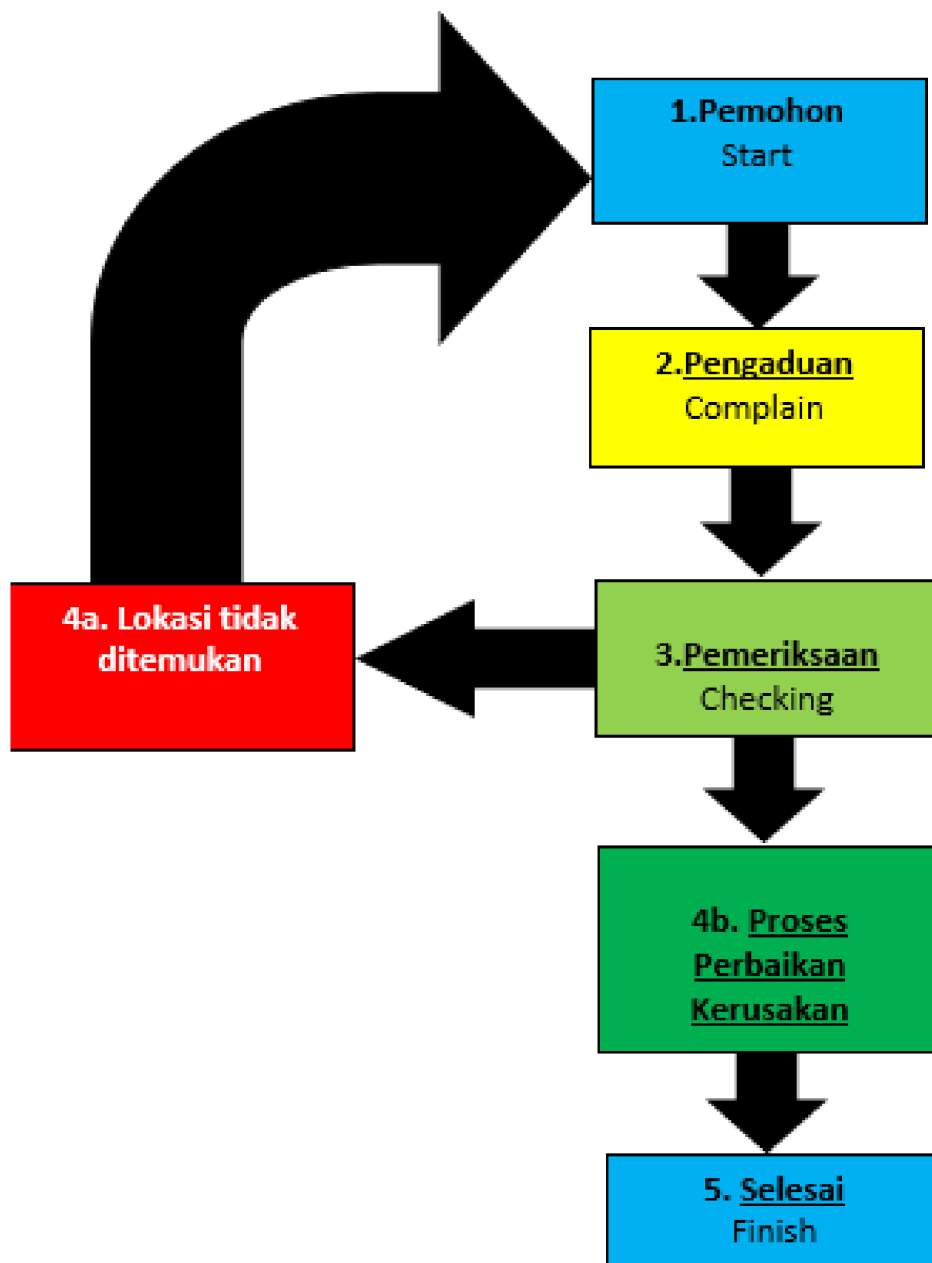 1.Pemohon
Start
2.Pengaduan
Complain
4a. Lokasi tidak
ditemukan
3.Pemeriksaan
Checking
4b. Proses
Perbaikan
Kerusakan
5. Selesai
Finish